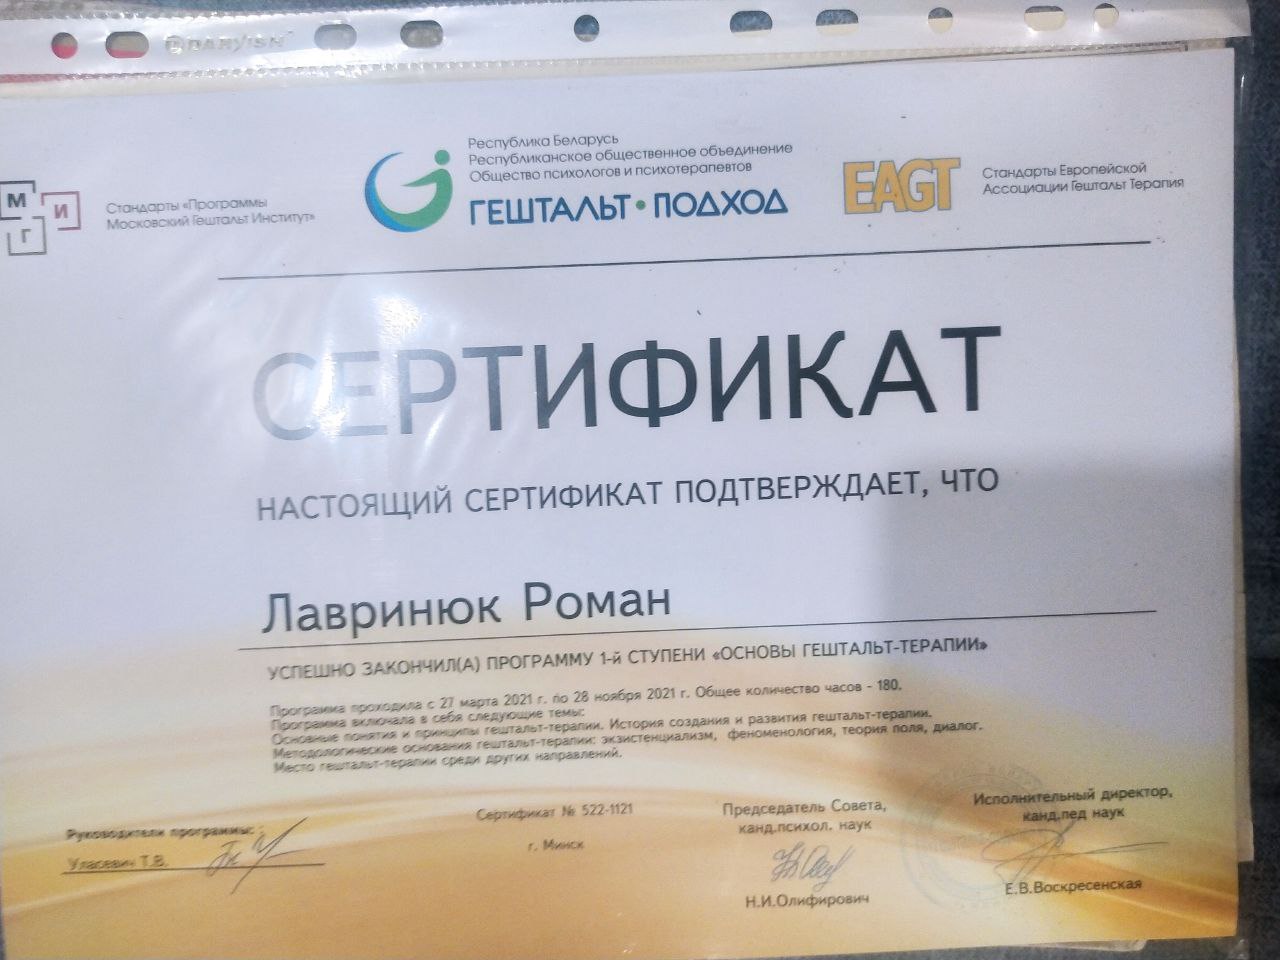 Республика Беларусь
Республиканское общественное объединение
Общество психологов и психотерапевтов
ГЕШТАЛЬТ • ПОДХОД
М И Г
Стандарты «Программы
Московский Гештальт Институт»
EAGT
Стандарты Европейской
Ассоциации Гештальт Терапия
СЕРТИФИКАТ
НАСТОЯЩИЙ СЕРТИФИКАТ ПОДТВЕРЖДАЕТ, ЧТО
Лавринюк Роман
УСПЕШНО ЗАКОНЧИЛ(А) ПРОГРАММУ 1-й СТУПЕНИ «ОСНОВЫ ГЕШТАЛЬТ-ТЕРАПИИ»
Программа проходила с 27 марта 2021 г. по 28 ноября 2021 г. Общее количество часов - 180.
Программа включала в себя следующие темы:
Основные понятия и принципы гештальт-терапии. История создания и развития гештальт-терапии.
Методологические основания гештальт-терапии: экзистенциализм, феноменология, теория поля, диалог.
Место гештальт-терапии среди других направлений.
Руководители программы:
Уласевич Т.В.
Сертификат № 522-1121
г. Минск
Председатель Совета,
канд.психол. наук
Н.И.Олифирович
Исполнительный директор,
канд.пед наук
Е.В.Воскресенская